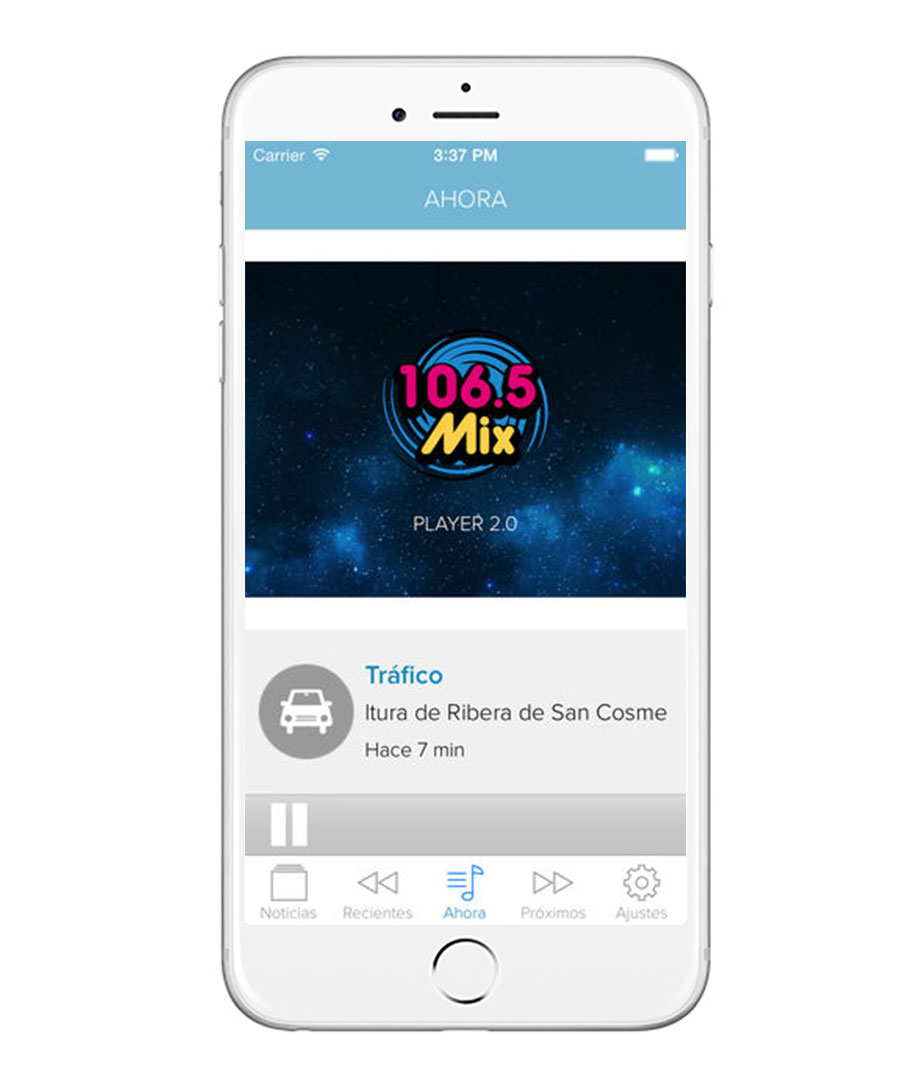 Carrier
3:37 PM
AHORA
106.5
Mix
PLAYER 2.0
Tráfico
ltura de Ribera de San Cosme
Hace 7 min
Noticias
Recientes
Ahora
Próximos
Ajustes